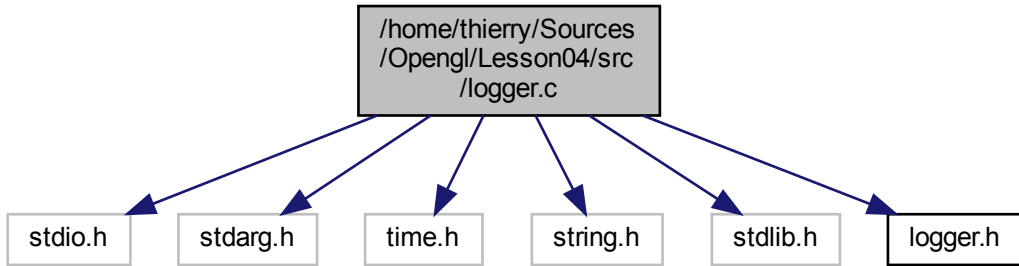 /home/thierry/Sources
/Opengl/Lesson04/src
/logger.c
stdio.h
stdarg.h
time.h
string.h
stdlib.h
logger.h